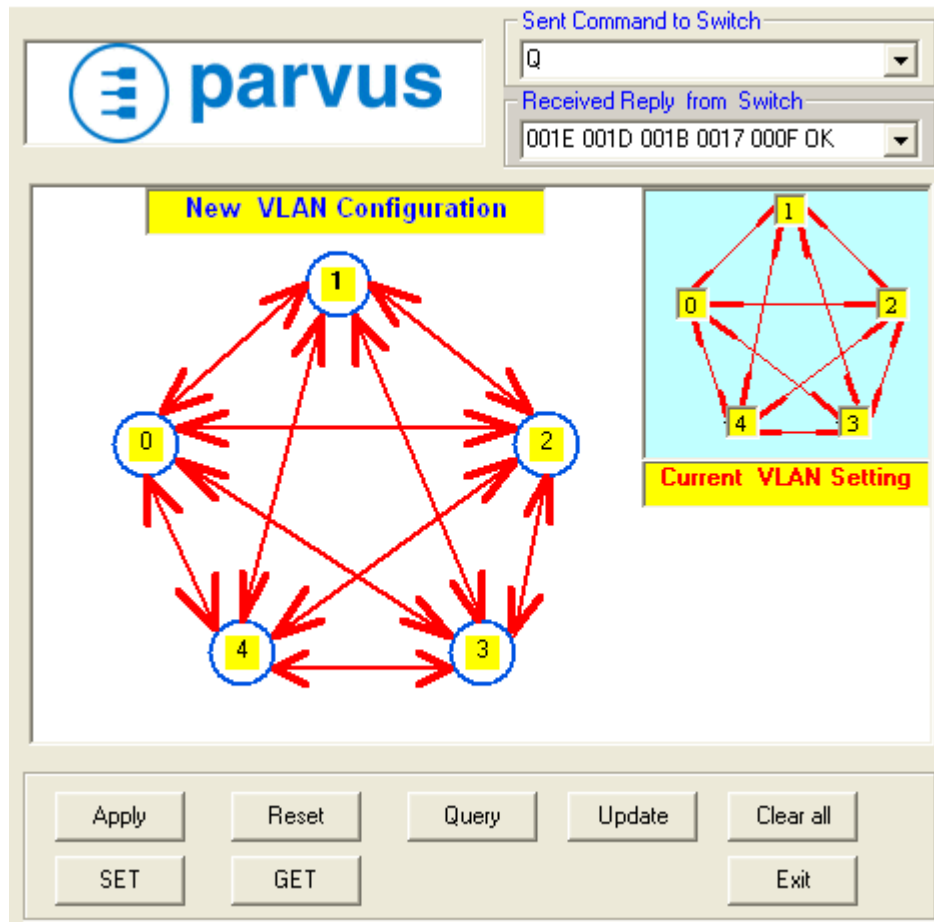 Sent Command to Switch
Q
parvus
Received Reply from Switch
001E 001D 001B 0017 000F OK
New VLAN Configuration
1
0
2
4
3
1
0
2
4
3
Current VLAN Setting
Apply
Reset
Query
Update
Clear all
SET
GET
Exit